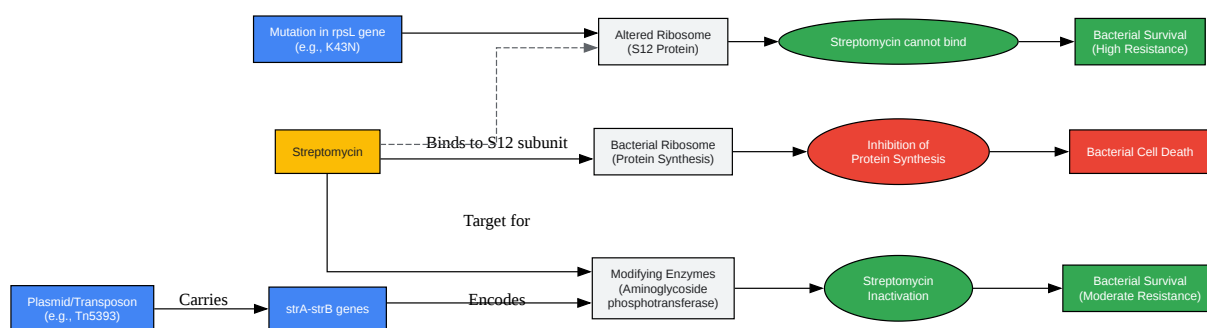 Mutation in rpsL gene
(e.g., K43N)
Altered Ribosome
(S12 Protein)
Streptomycin cannot bind
Bacterial Survival
(High Resistance)
Streptomycin
Binds to S12 subunit
Bacterial Ribosome
(Protein Synthesis)
Inhibition of
Protein Synthesis
Bacterial Cell Death
Target for
Plasmid/Transposon
(e.g., Tn5393)
Carries
strA-strB genes
Encodes
Modifying Enzymes
(Aminoglycoside
phosphotransferase)
Streptomycin
Inactivation
Bacterial Survival
(Moderate Resistance)